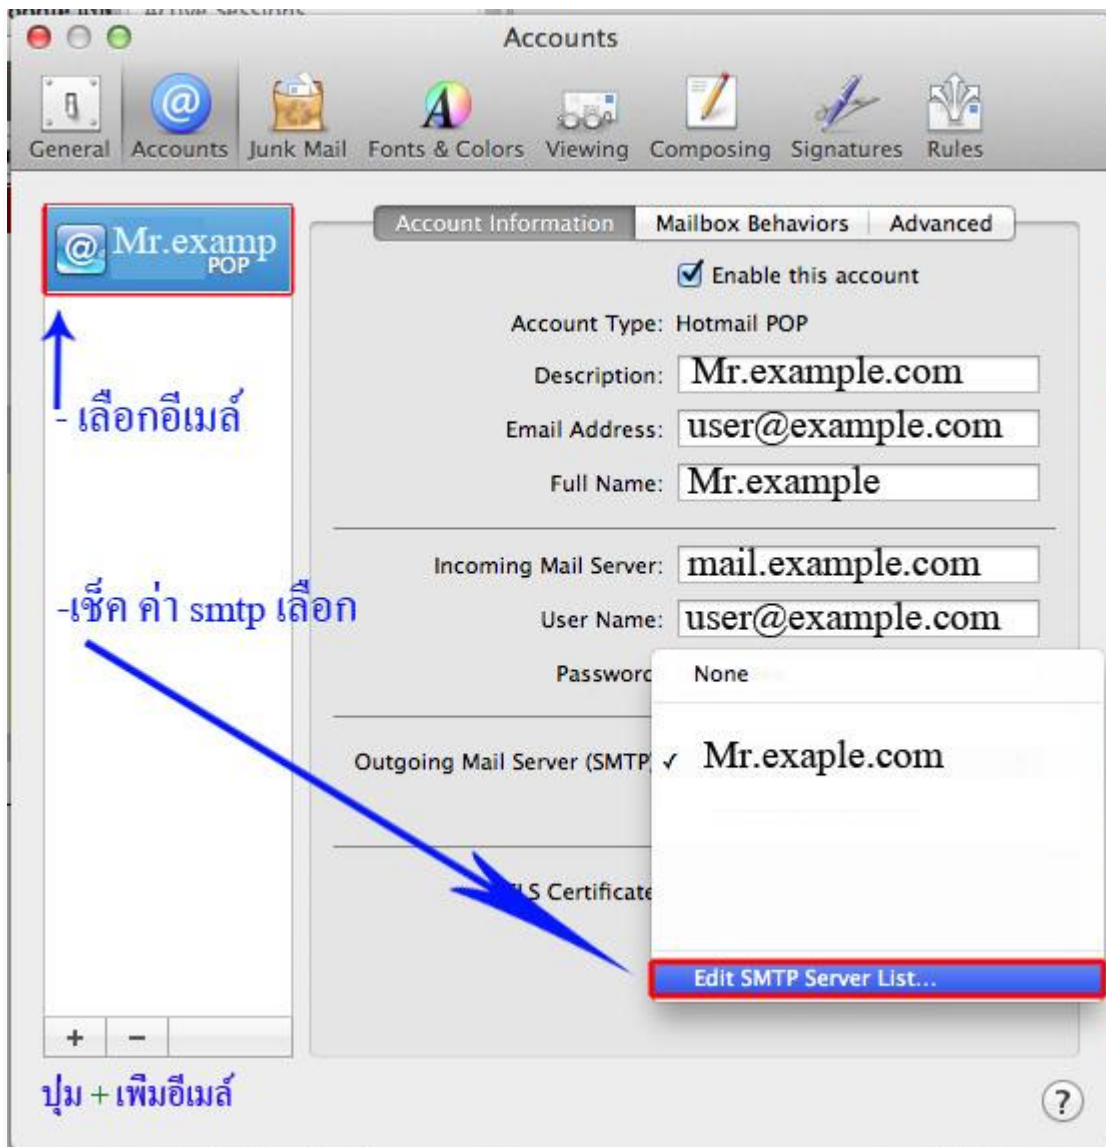 Active Sessions
Accounts
General Accounts Junk Mail Fonts & Colors Viewing Composing Signatures Rules
Account Information Mailbox Behaviors Advanced
@ Mr.examp
POP
Enable this account
Account Type: Hotmail POP
Description: Mr.example.com
- เลือกอีเมล์
Email Address: user@example.com
Full Name: Mr.example
Incoming Mail Server: mail.example.com
-เช็ค ค่า smtp เลือก
User Name: user@example.com
Password
None
Outgoing Mail Server (SMTP) ✓ Mr.exaple.com
LS Certificate
Edit SMTP Server List...
+ −
ปุ่ม + เพิ่มอีเมล์
?